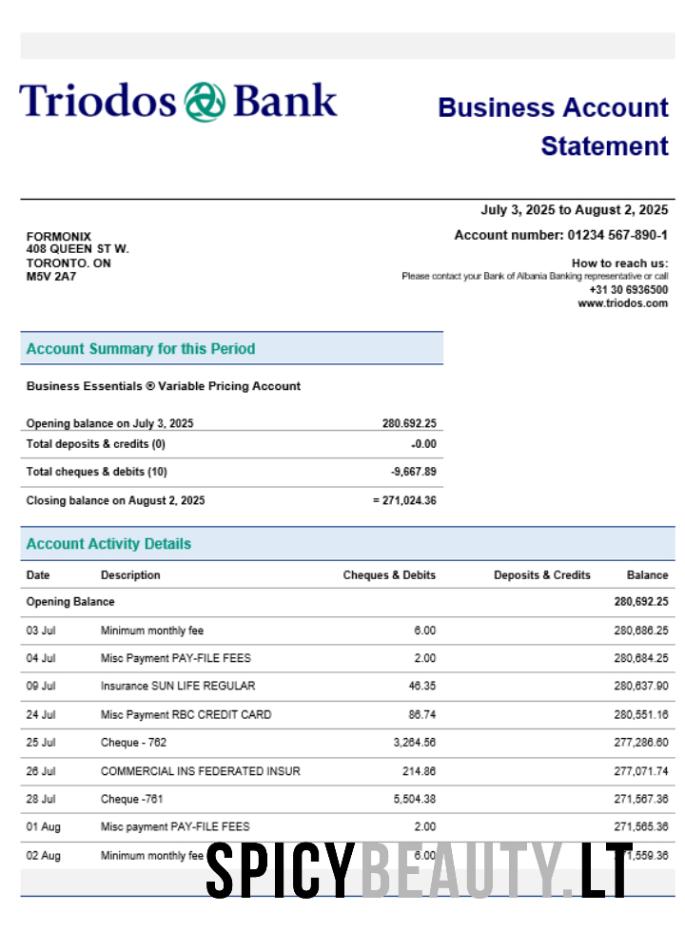 Triodos Bank
Business Account
Statement
July 3, 2025 to August 2, 2025
FORMONIX
408 QUEEN ST W.
TORONTO. ON
M5V 2A7
Account number: 01234 567-890-1
How to reach us:
Please contact your Bank of Albania Banking representative or call
+31 30 6936500
www.triodos.com
Account Summary for this Period
Business Essentials ® Variable Pricing Account
Opening balance on July 3, 2025 280.692.25
Total deposits & credits (0) -0.00
Total cheques & debits (10) -9,667.89
Closing balance on August 2, 2025 = 271,024.36
Account Activity Details
Date Description Cheques & Debits Deposits & Credits Balance
Opening Balance 280,692.25
03 Jul Minimum monthly fee 6.00 280,686.25
04 Jul Misc Payment PAY-FILE FEES 2.00 280,684.25
09 Jul Insurance SUN LIFE REGULAR 46.35 280,637.90
24 Jul Misc Payment RBC CREDIT CARD 86.74 280,551.16
25 Jul Cheque - 762 3,264.56 277,286.60
26 Jul COMMERCIAL INS FEDERATED INSUR 214.86 277,071.74
28 Jul Cheque -761 5,504.38 271,567.36
01 Aug Misc payment PAY-FILE FEES 2.00 271,565.36
02 Aug Minimum monthly fee 6.00 71,559.36
SPICYBEAUTY.LT